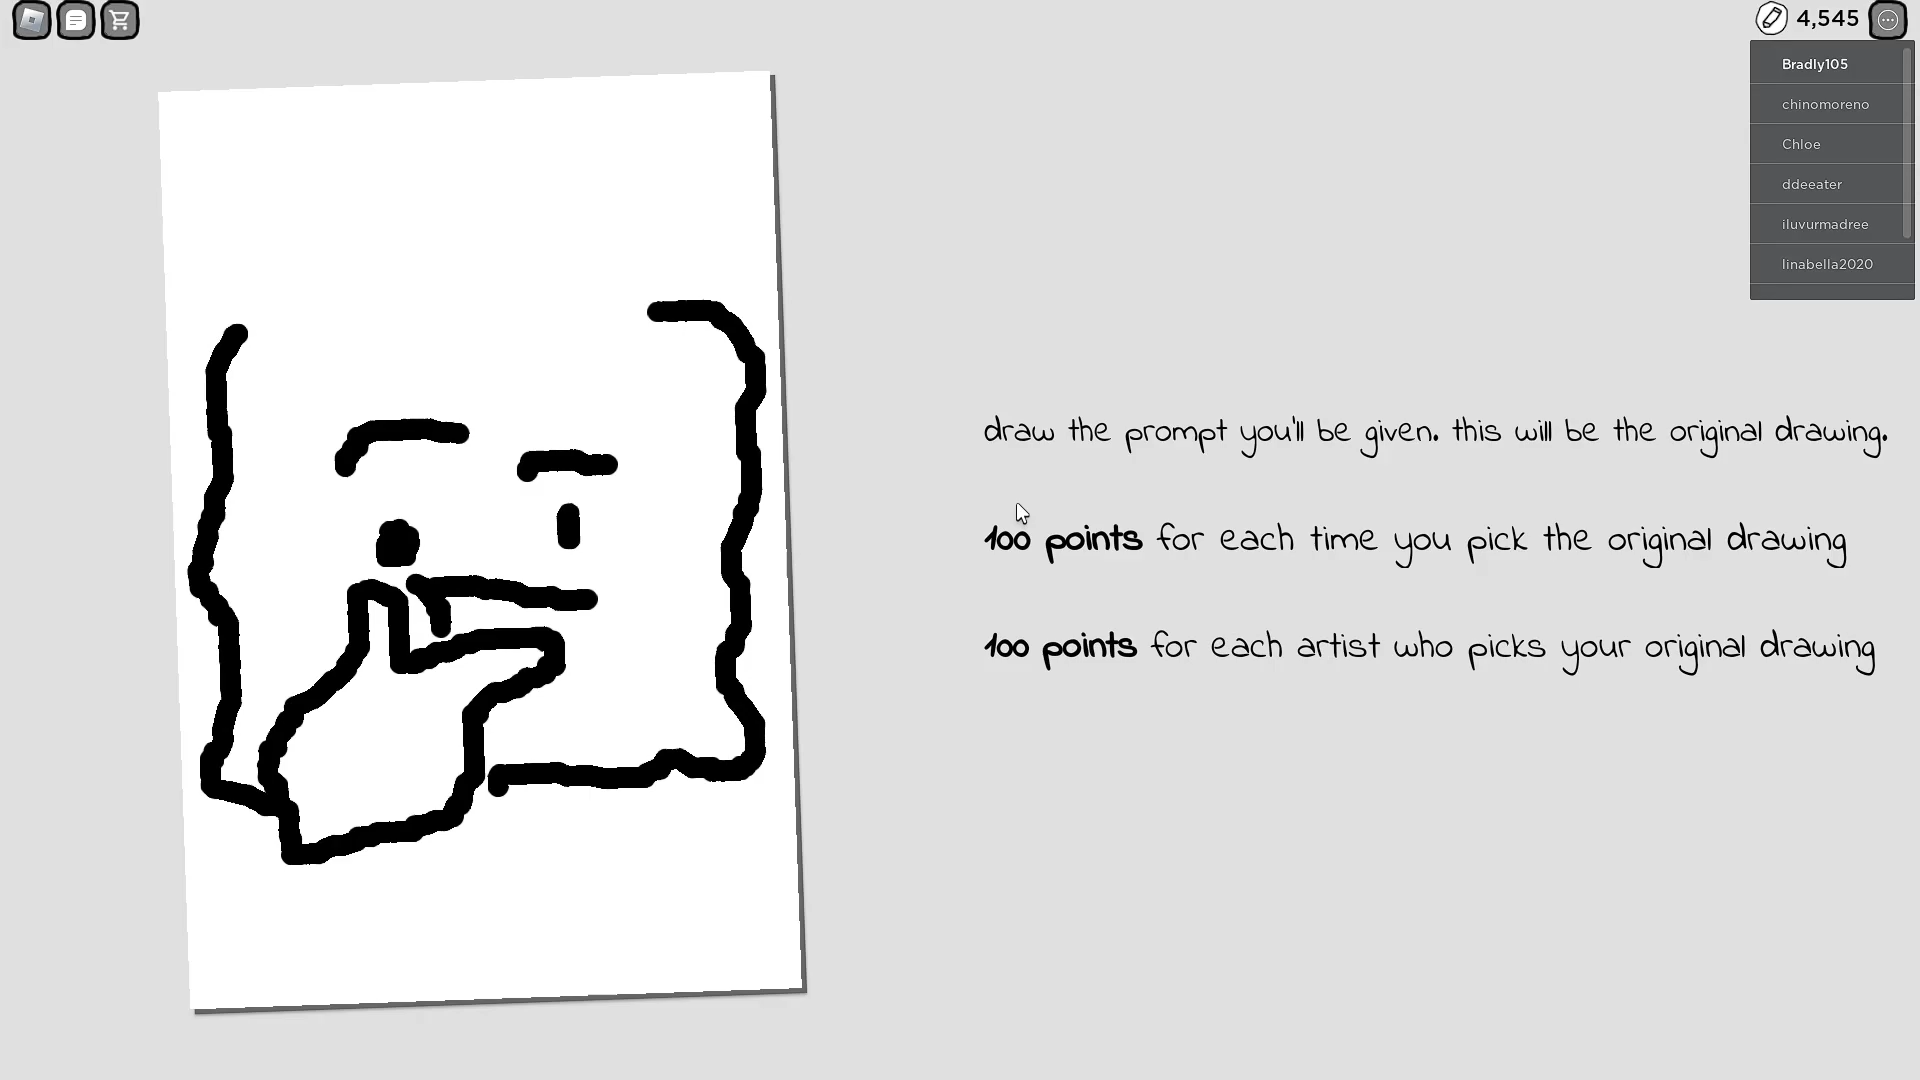 4,545
Bradly105
chinomoreno
Chloe
ddeeater
iluvurmadree
linabella2020
draw the prompt you'll be given. this will be the original drawing.
100 points for each time you pick the original drawing
100 points for each artist who picks your original drawing